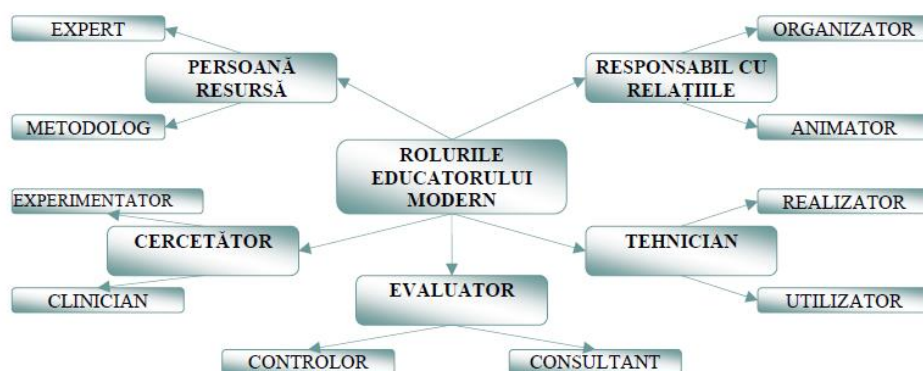 EXPERT
ORGANIZATOR
PERSOANĂ
RESURSĂ
RESPONSABIL CU
RELAȚIILE
METODOLOG
ANIMATOR
ROLURILE
EDUCATORULUI
MODERN
EXPERIMENTATOR
REALIZATOR
CERCETĂTOR
TEHNICIAN
CLINICIAN
EVALUATOR
UTILIZATOR
CONTROLOR
CONSULTANT